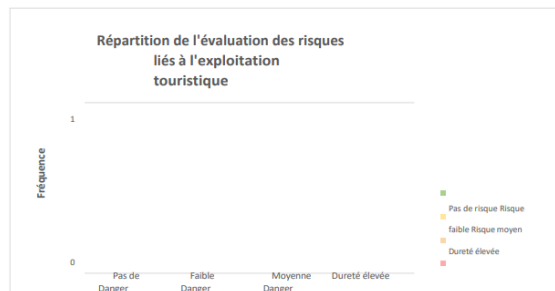 Répartition de l'évaluation des risques
liés à l'exploitation
touristique
1
Fréquence
0
Pas de
Danger
Faible
Danger
Moyenne
Danger
Dureté élevée
Pas de risque Risque
faible Risque moyen
Dureté élevée